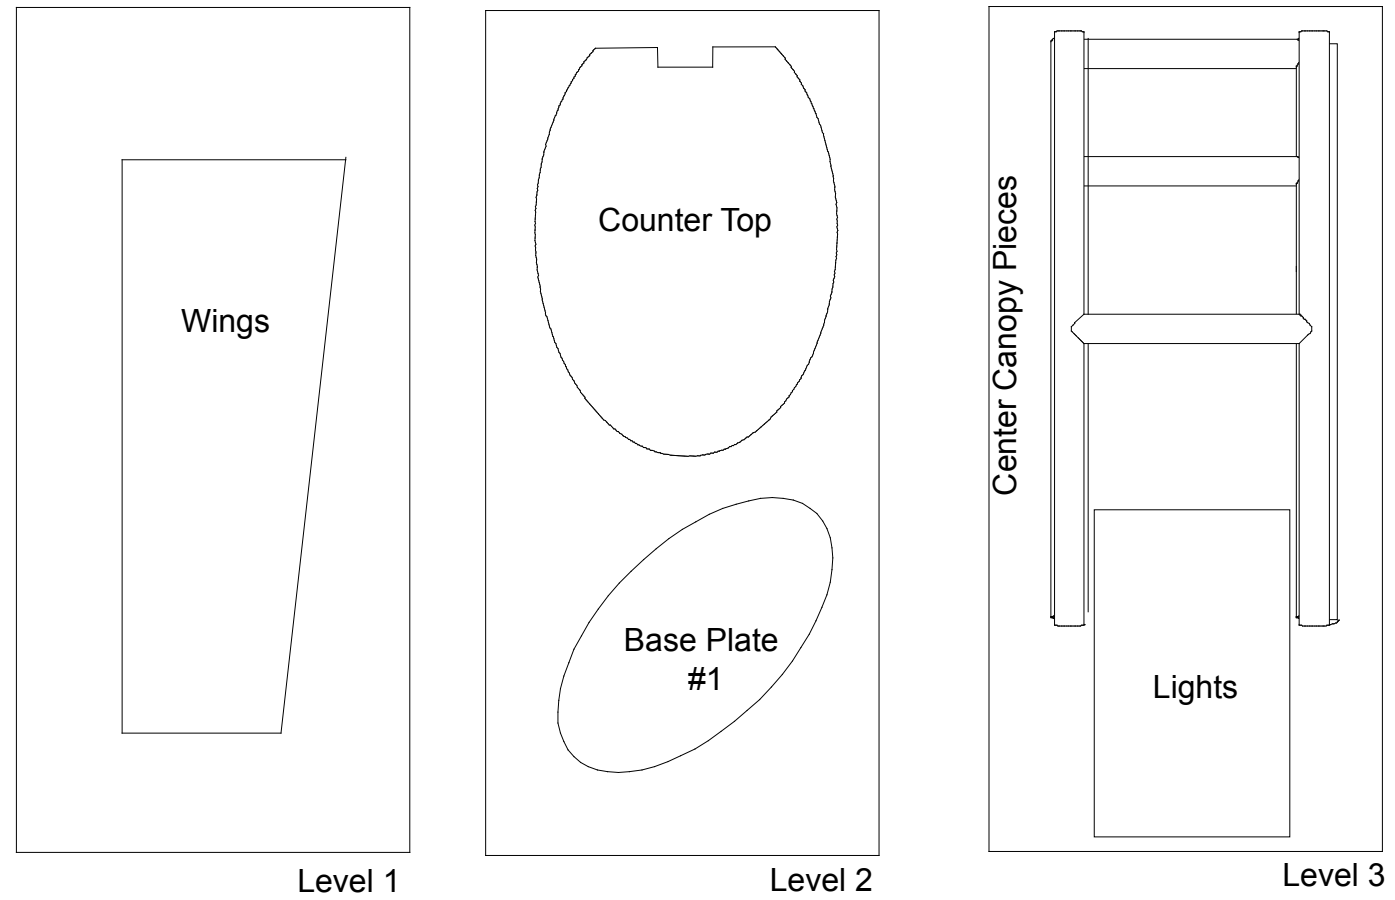 Wings
Level 1
Counter Top
Base Plate
#1
Level 2
Center Canopy Pieces
Lights
Level 3